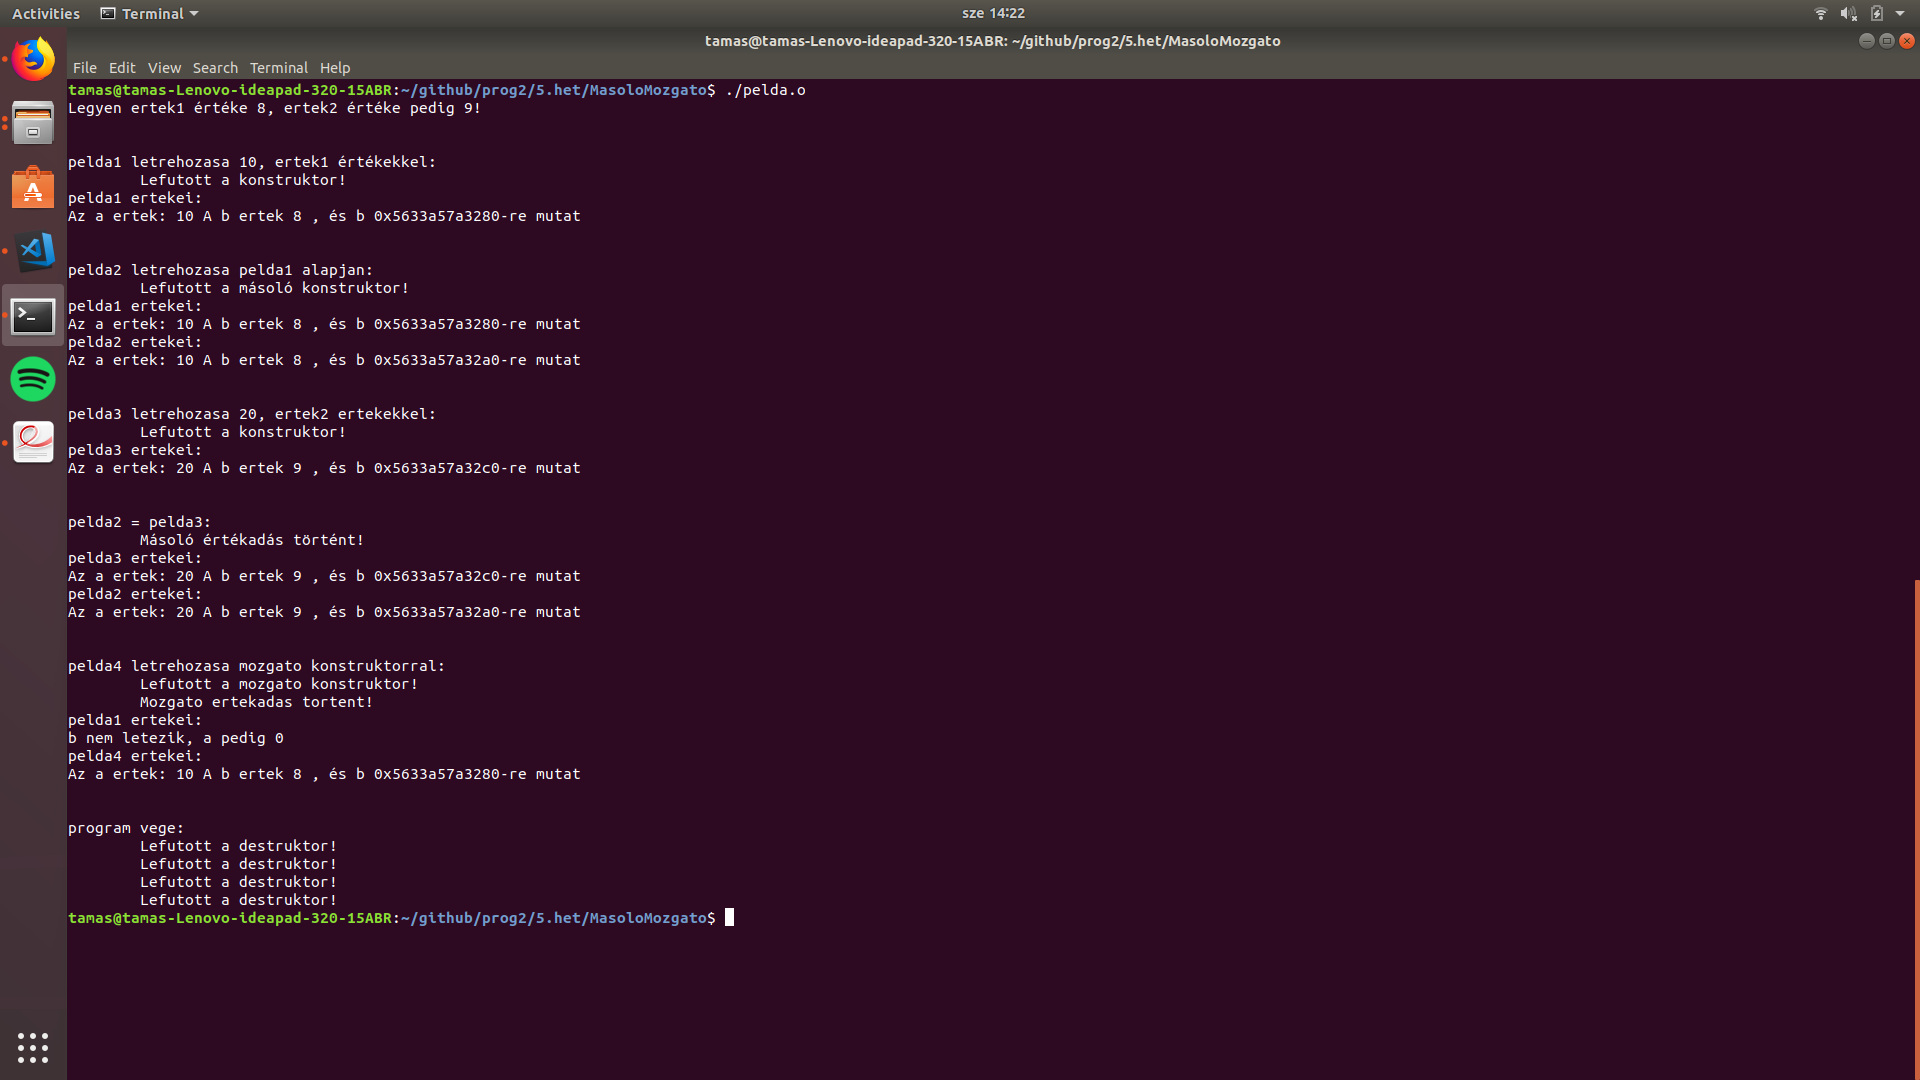 Activities Terminal sze 14:22
tamas@tamas-Lenovo-ideapad-320-15ABR: ~/github/prog2/5.het/MasoloMozgato
File Edit View Search Terminal Help
tamas@tamas-Lenovo-ideapad-320-15ABR:~/github/prog2/5.het/MasoloMozgato$ ./pelda.o
Legyen ertek1 értéke 8, ertek2 értéke pedig 9!
pelda1 letrehozasa 10, ertek1 értékekkel:
Lefutott a konstruktor!
pelda1 ertekei:
Az a ertek: 10 A b ertek 8 , és b 0x5633a57a3280-re mutat
pelda2 letrehozasa pelda1 alapjan:
Lefutott a másoló konstruktor!
pelda1 ertekei:
Az a ertek: 10 A b ertek 8 , és b 0x5633a57a3280-re mutat
pelda2 ertekei:
Az a ertek: 10 A b ertek 8 , és b 0x5633a57a32a0-re mutat
pelda3 letrehozasa 20, ertek2 ertekekkel:
Lefutott a konstruktor!
pelda3 ertekei:
Az a ertek: 20 A b ertek 9 , és b 0x5633a57a32c0-re mutat
pelda2 = pelda3:
Másoló értékadás történt!
pelda3 ertekei:
Az a ertek: 20 A b ertek 9 , és b 0x5633a57a32c0-re mutat
pelda2 ertekei:
Az a ertek: 20 A b ertek 9 , és b 0x5633a57a32a0-re mutat
pelda4 letrehozasa mozgato konstruktorral:
Lefutott a mozgato konstruktor!
Mozgato ertekadas tortent!
pelda1 ertekei:
b nem letezik, a pedig 0
pelda4 ertekei:
Az a ertek: 10 A b ertek 8 , és b 0x5633a57a3280-re mutat
program vege:
Lefutott a destruktor!
Lefutott a destruktor!
Lefutott a destruktor!
Lefutott a destruktor!
tamas@tamas-Lenovo-ideapad-320-15ABR:~/github/prog2/5.het/MasoloMozgato$